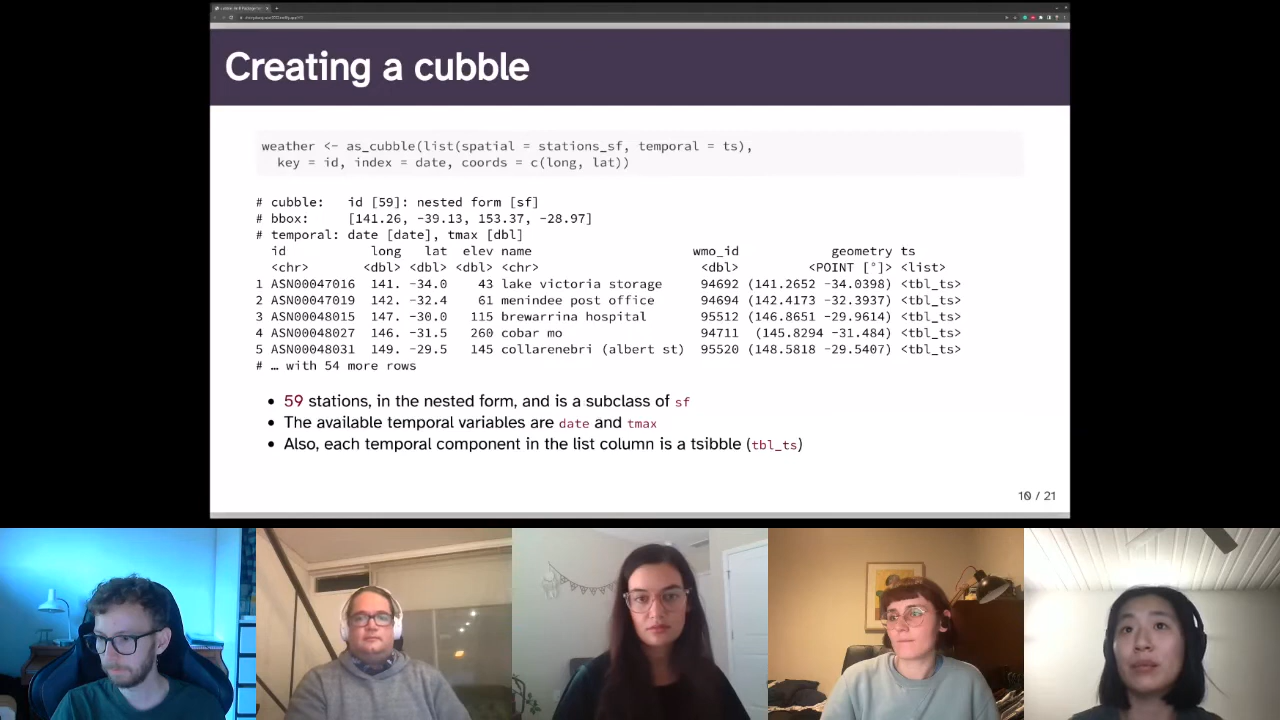 Creating a cubble
weather <- as_cubble(list(spatial = stations_sf, temporal = ts),
key = id, index = date, coords = c(long, lat))
# cubble:   id [59]: nested form [sf]
# bbox:     [141.26, -39.13, 153.37, -28.97]
# temporal: date [date], tmax [dbl]
id long lat elev name wmo_id geometry ts
<chr> <dbl> <dbl> <dbl> <chr> <dbl> <POINT [°]> <list>
1 ASN00047016 141. -34.0 43 lake victoria storage 94692 (141.2652 -34.0398) <tbl_ts>
2 ASN00047019 142. -32.4 61 menindee post office 94694 (142.4173 -32.3937) <tbl_ts>
3 ASN00048015 147. -30.0 115 brewarrina hospital 95512 (146.8651 -29.9614) <tbl_ts>
4 ASN00048027 146. -31.5 260 cobar mo 94711 (145.8294 -31.484) <tbl_ts>
5 ASN00048031 149. -29.5 145 collarenebri (albert st) 95520 (148.5818 -29.5407) <tbl_ts>
# … with 54 more rows
• 59 stations, in the nested form, and is a subclass of sf
• The available temporal variables are date and tmax
• Also, each temporal component in the list column is a tsibble (tbl_ts)
10 / 21